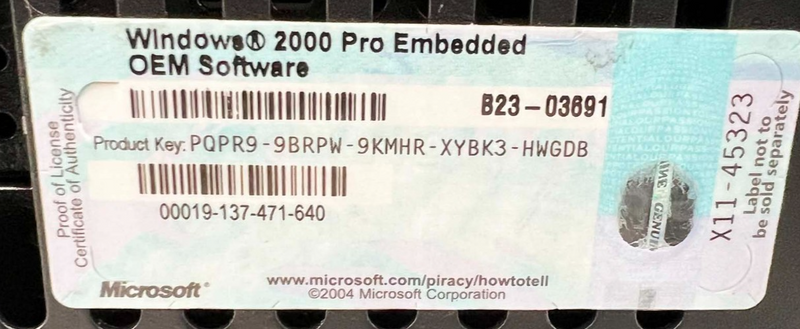 Windows® 2000 Pro Embedded
OEM Software
B23-03691
Product Key: PQPR9-9BRPW-9KMHR-XYBK3-HWGDB
00019-137-471-640
Proof of License
Certificate of Authenticity
Microsoft®
www.microsoft.com/piracy/howtotell
©2004 Microsoft Corporation
GENUINE
X11-45323
Label not to
be sold separately